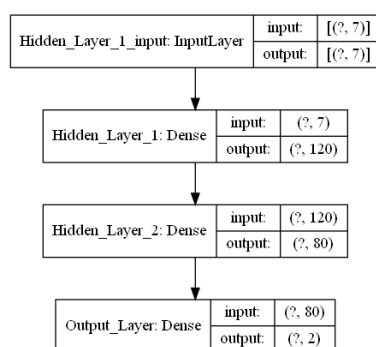 Hidden_Layer_1_input: InputLayer
input: [(?, 7)]
output: [(?, 7)]
Hidden_Layer_1: Dense
input: (?, 7)
output: (?, 120)
Hidden_Layer_2: Dense
input: (?, 120)
output: (?, 80)
Output_Layer: Dense
input: (?, 80)
output: (?, 2)